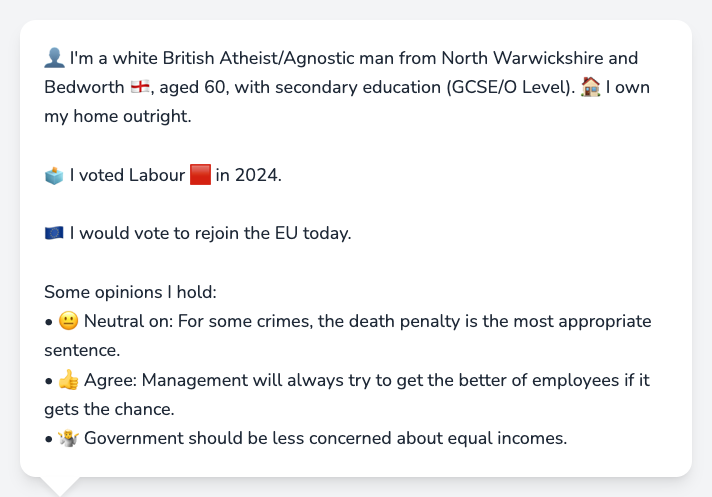 👤 I'm a white British Atheist/Agnostic man from North Warwickshire and
Bedworth 🏴󠁧󠁢󠁥󠁮󠁧󠁿, aged 60, with secondary education (GCSE/O Level). 🏠 I own
my home outright.
🗳️ I voted Labour 🟥 in 2024.
🇪🇺 I would vote to rejoin the EU today.
Some opinions I hold:
• 😐 Neutral on: For some crimes, the death penalty is the most appropriate
sentence.
• 👍 Agree: Management will always try to get the better of employees if it
gets the chance.
• 🤷 Government should be less concerned about equal incomes.